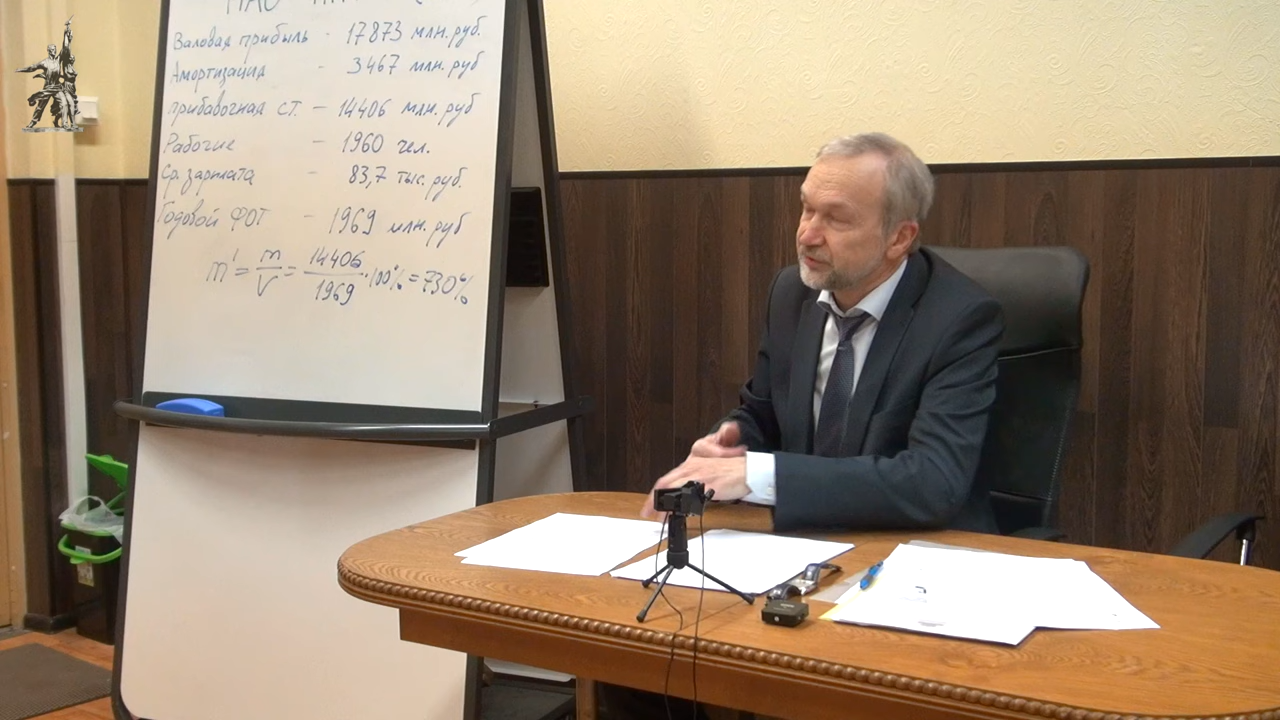 Валовая прибыль - 17873 млн. руб.
Амортизация - 3467 млн. руб
прибавочная ст. - 14406 млн. руб
Рабочие - 1960 чел.
Ср. зарплата - 83,7 тыс. руб.
Годовой ФОТ - 1969 млн. руб
m' = m/V = 14406/1969 · 100% = 730%